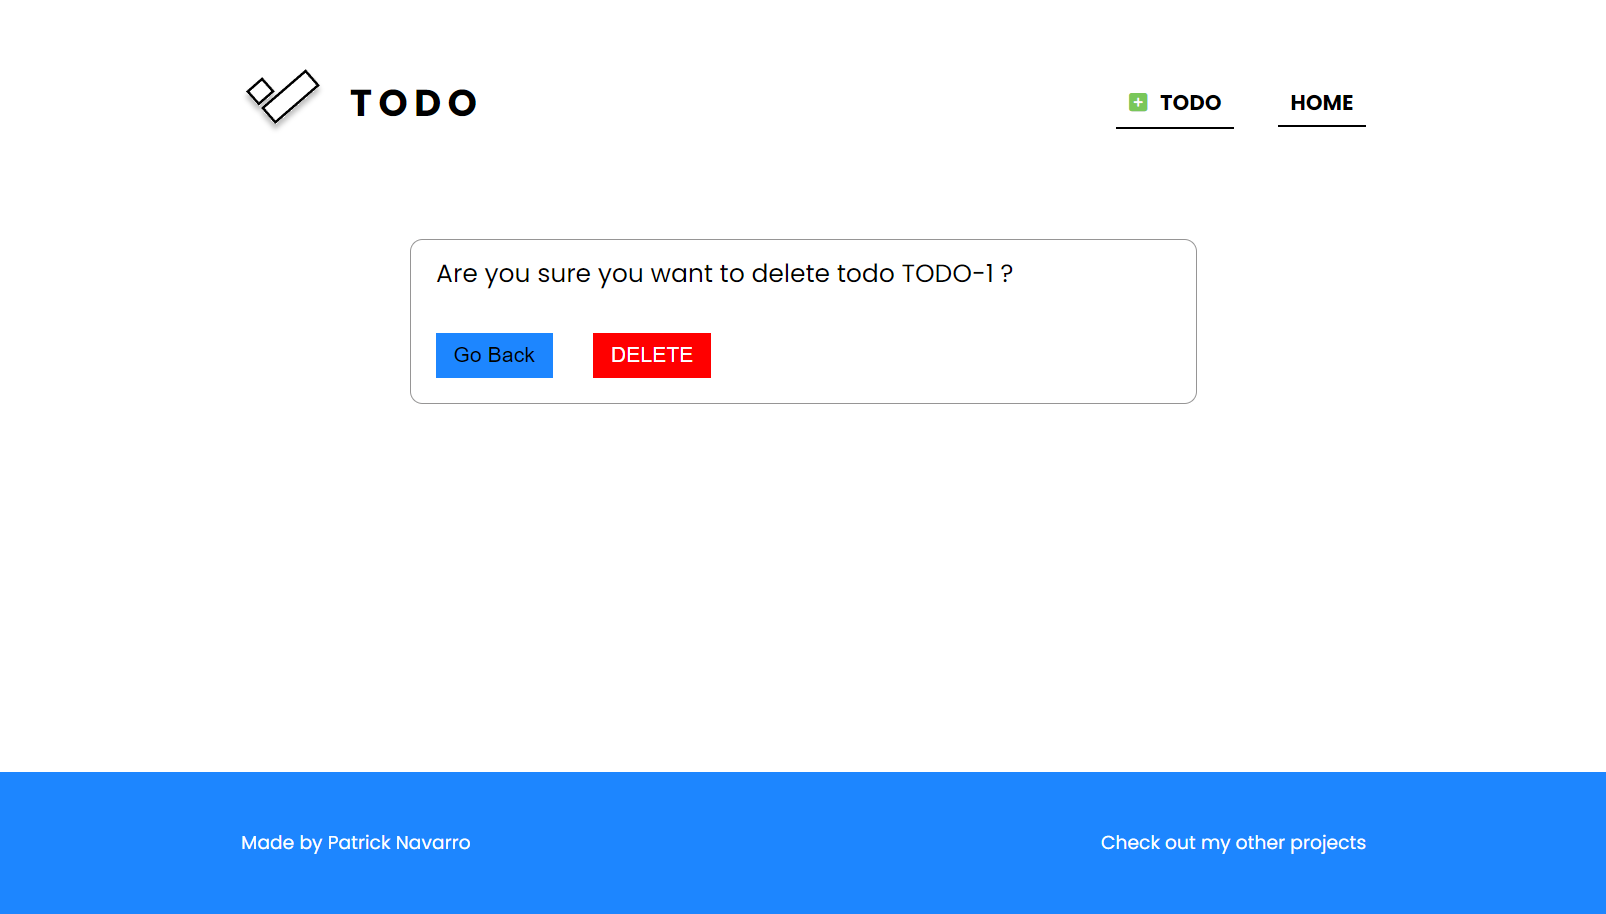 TODO
TODO
HOME
Are you sure you want to delete todo TODO-1 ?
Go Back
DELETE
Made by Patrick Navarro
Check out my other projects